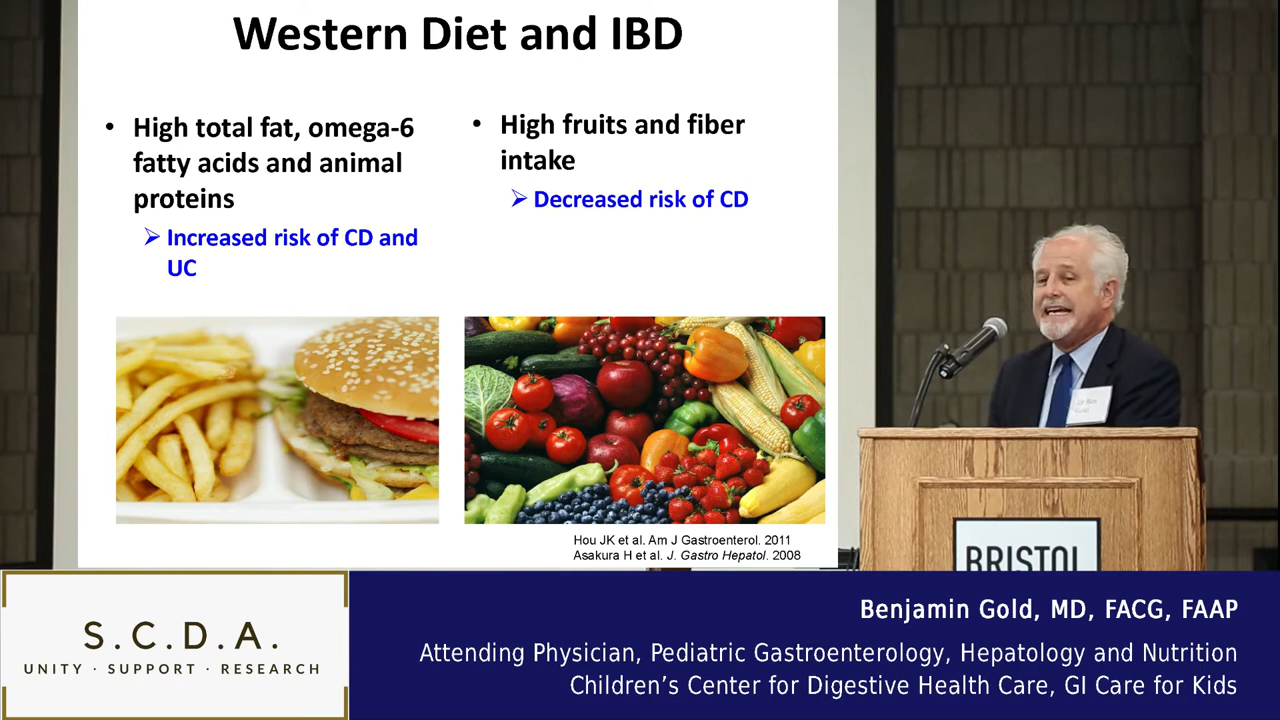 Western Diet and IBD
• High total fat, omega-6
fatty acids and animal
proteins
➢ Increased risk of CD and
UC
• High fruits and fiber
intake
➢ Decreased risk of CD
Hou JK et al. Am J Gastroenterol. 2011
Asakura H et al. J. Gastro Hepatol. 2008
BRISTOL
S.C.D.A.
UNITY · SUPPORT · RESEARCH
Benjamin Gold, MD, FACG, FAAP
Attending Physician, Pediatric Gastroenterology, Hepatology and Nutrition
Children’s Center for Digestive Health Care, GI Care for Kids